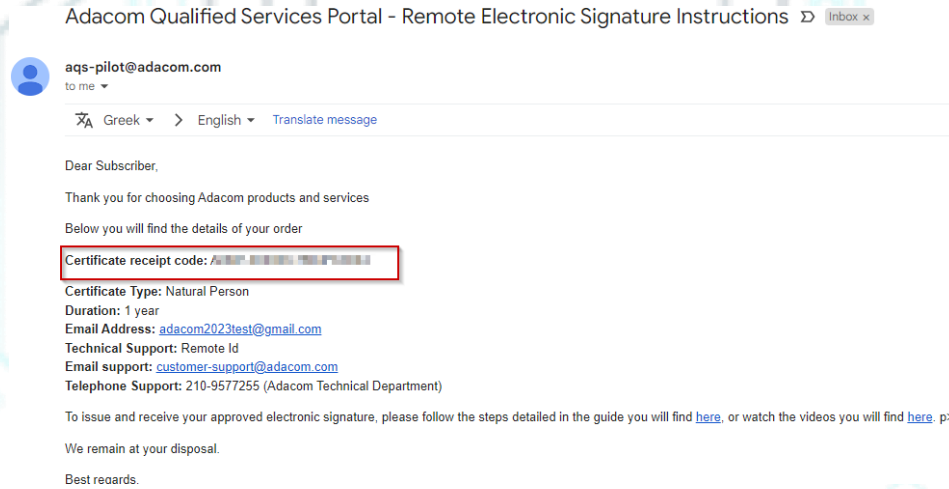 Adacom Qualified Services Portal - Remote Electronic Signature Instructions Inbox ×
aqs-pilot@adacom.com
to me
Greek > English Translate message
Dear Subscriber,
Thank you for choosing Adacom products and services
Below you will find the details of your order
Certificate receipt code:
Certificate Type: Natural Person
Duration: 1 year
Email Address: adacom2023test@gmail.com
Technical Support: Remote Id
Email support: customer-support@adacom.com
Telephone Support: 210-9577255 (Adacom Technical Department)
To issue and receive your approved electronic signature, please follow the steps detailed in the guide you will find here, or watch the videos you will find here.
We remain at your disposal.
Best regards,